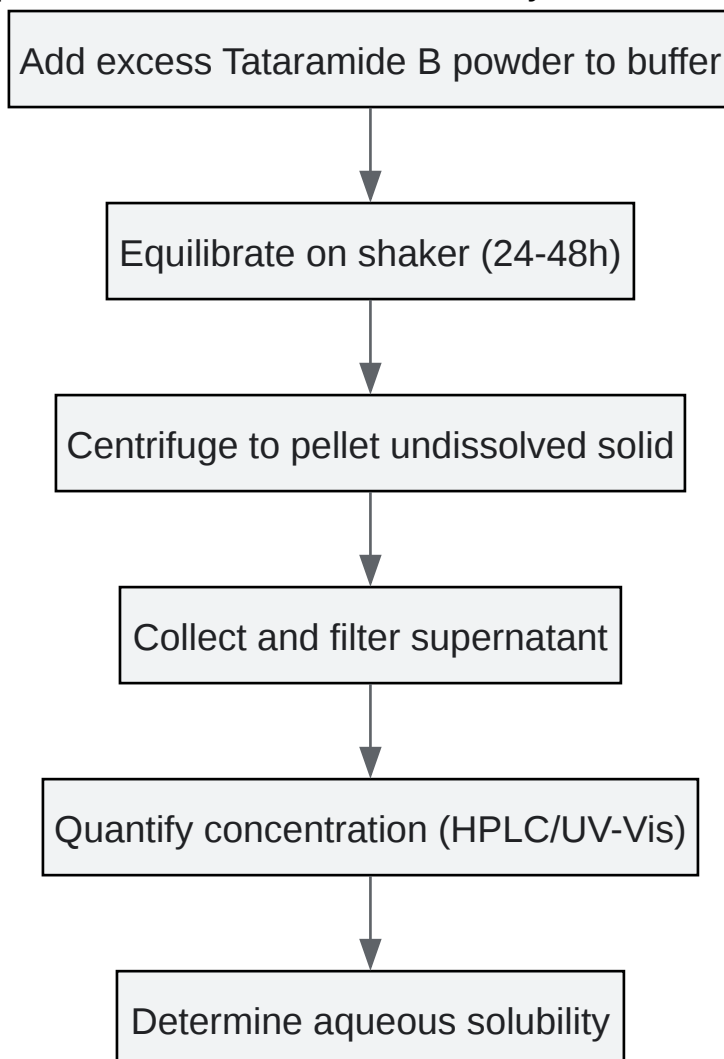 Add excess Tataramide B powder to buffer
Equilibrate on shaker (24-48h)
Centrifuge to pellet undissolved solid
Collect and filter supernatant
Quantify concentration (HPLC/UV-Vis)
Determine aqueous solubility